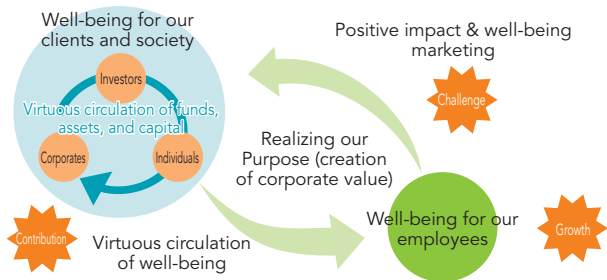 Well-being for our
clients and society
Investors
Virtuous circulation of funds,
assets, and capital
Corporates
Individuals
Contribution
Virtuous circulation
of well-being
Realizing our
Purpose (creation
of corporate value)
Positive impact & well-being
marketing
Challenge
Well-being for our
employees
Growth